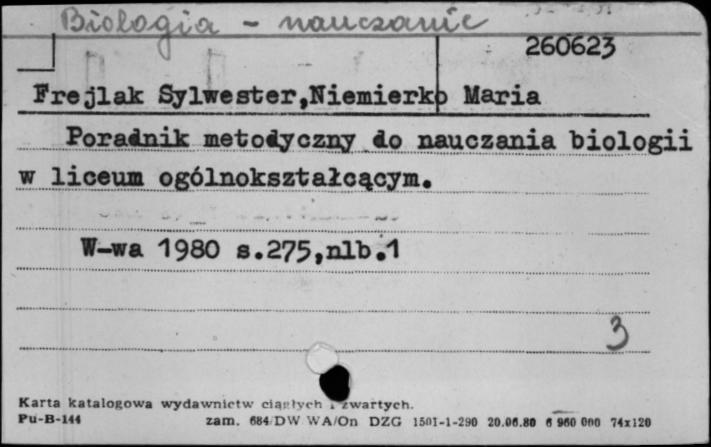 Biologia - nauczanie
260623
Frejlak Sylwester,Niemierko Maria
Poradnik metodyczny do nauczania biologii
w liceum ogólnokształcącym.
W-wa 1980 s.275,nlb.1
3
Karta katalogowa wydawnictw ciągłych i zwartych.
Pu-B-144 zam. 684/DW WA/On DZG 1501-1-290 20.06.80 6 960 000 74x120